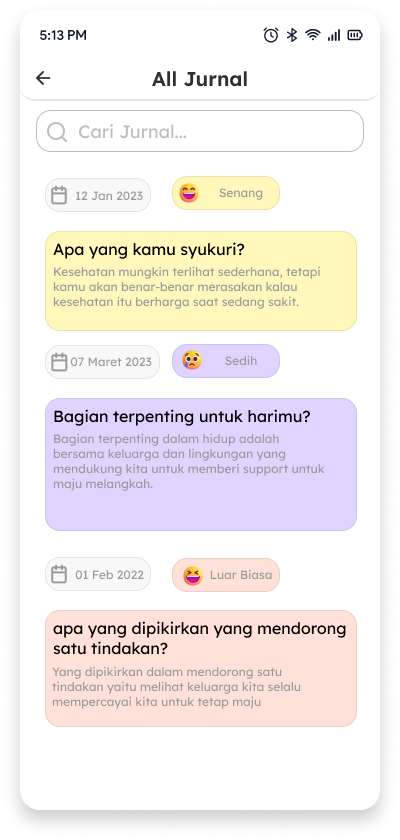 5:13 PM
All Jurnal
Cari Jurnal...
12 Jan 2023
Senang
Apa yang kamu syukuri?
Kesehatan mungkin terlihat sederhana, tetapi
kamu akan benar-benar merasakan kalau
kesehatan itu berharga saat sedang sakit.
07 Maret 2023
Sedih
Bagian terpenting untuk harimu?
Bagian terpenting dalam hidup adalah
bersama keluarga dan lingkungan yang
mendukung kita untuk memberi support untuk
maju melangkah.
01 Feb 2022
Luar Biasa
apa yang dipikirkan yang mendorong
satu tindakan?
Yang dipikirkan dalam mendorong satu
tindakan yaitu melihat keluarga kita selalu
mempercayai kita untuk tetap maju